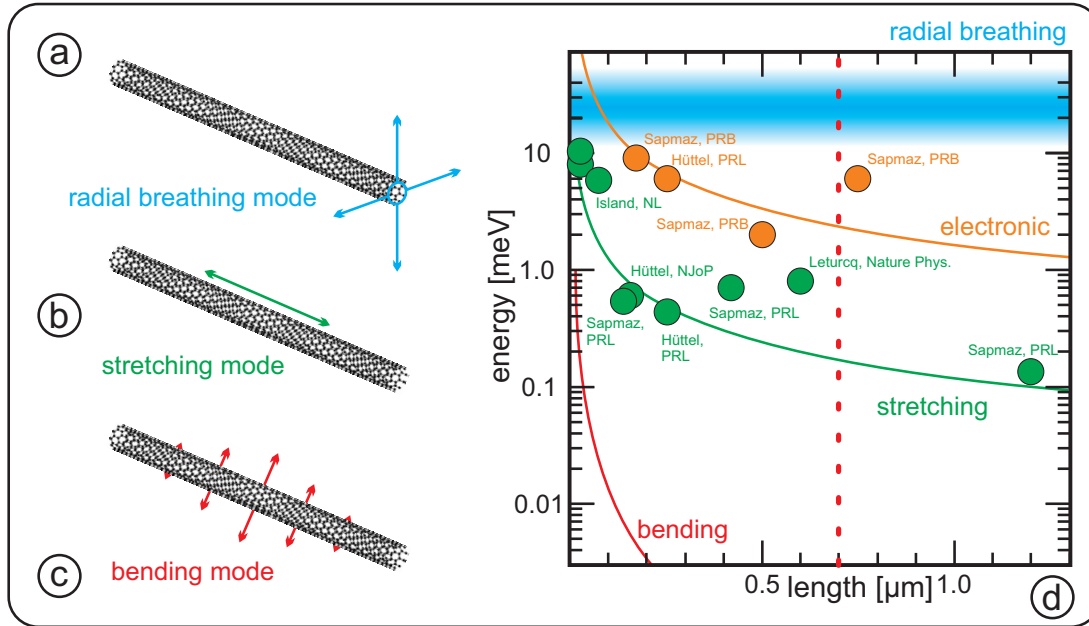 a
radial breathing mode
b
stretching mode
c
bending mode
radial breathing
energy [meV]
10
1.0
0.1
0.01
Sapmaz, PRB
Hüttel, PRL
Sapmaz, PRB
Island, NL
Sapmaz, PRB
electronic
Hüttel, NJoP
Leturcq, Nature Phys.
Sapmaz, PRL
Sapmaz,
PRL
Hüttel,
PRL
Sapmaz, PRL
stretching
bending
0.5 length [µm] 1.0
d